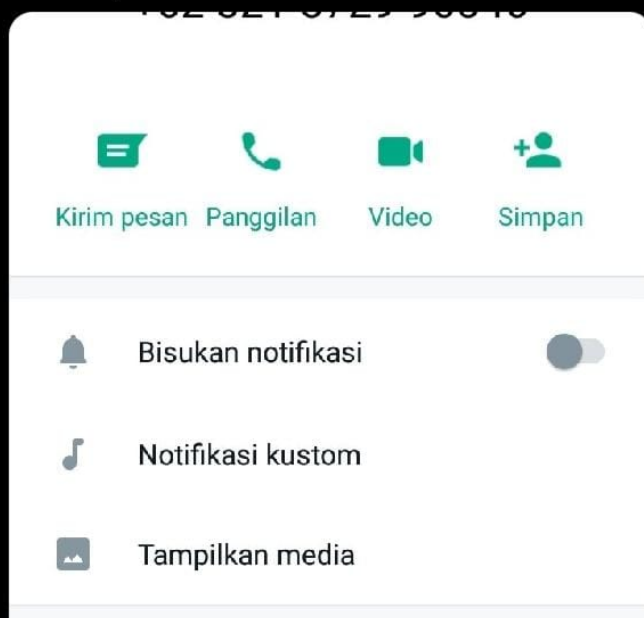 Kirim pesan Panggilan Video Simpan
Bisukan notifikasi
Notifikasi kustom
Tampilkan media